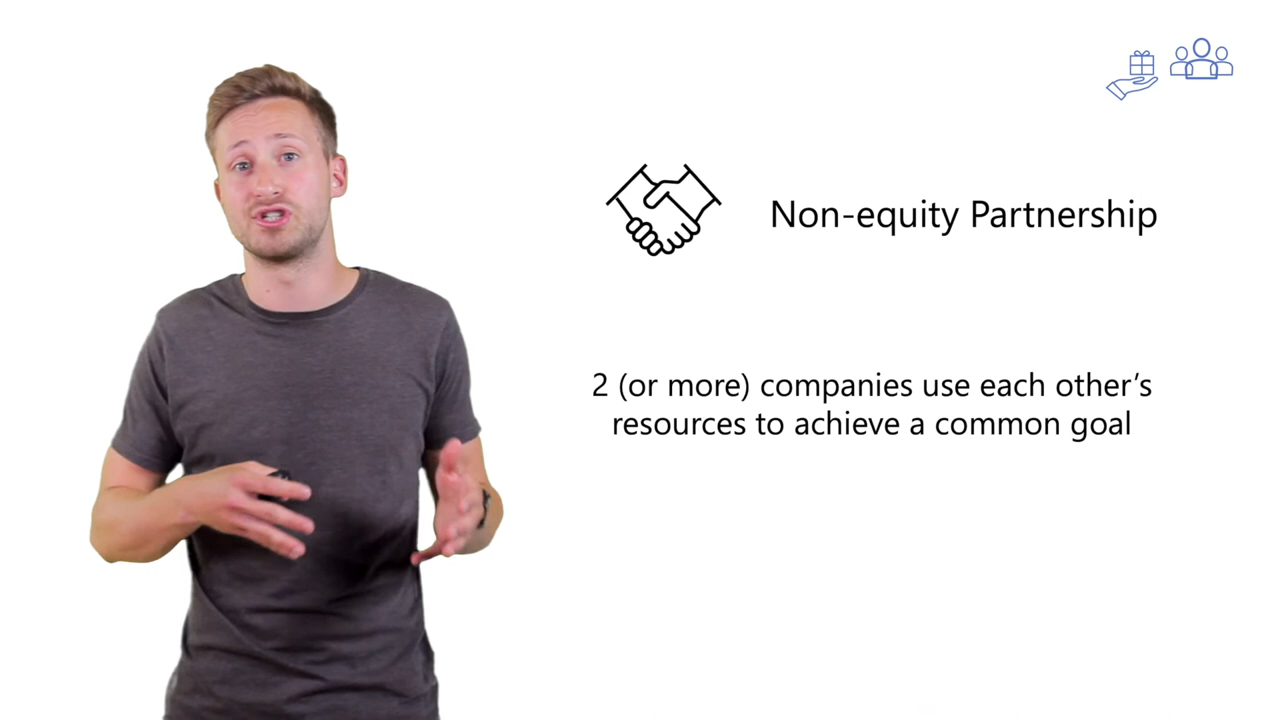 Non-equity Partnership
2 (or more) companies use each other’s
resources to achieve a common goal